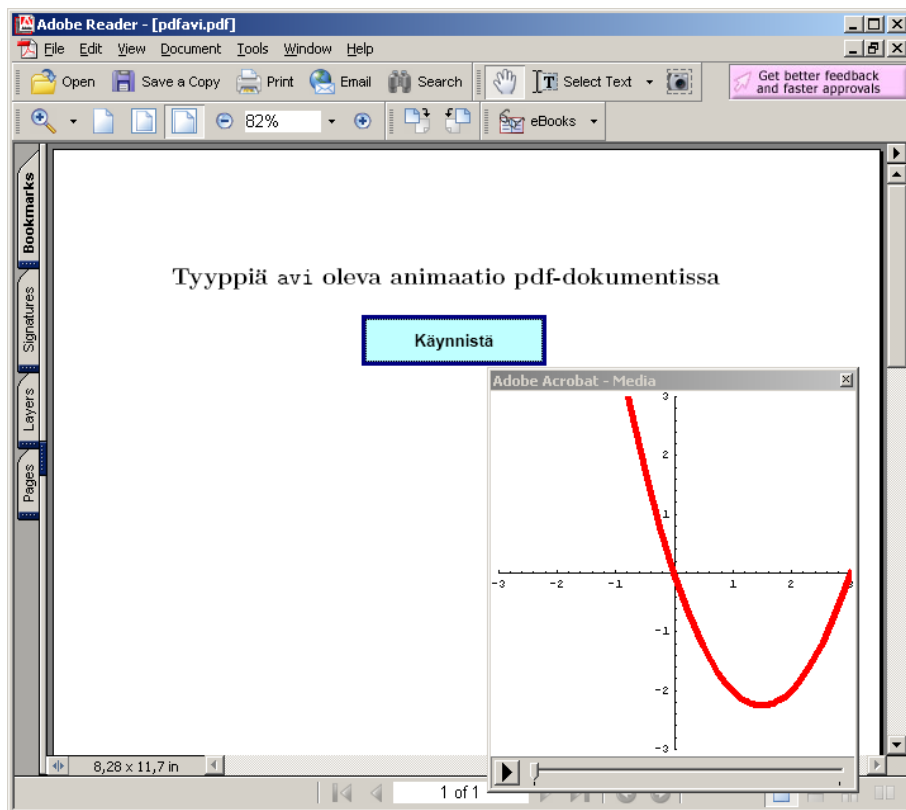 Adobe Reader - [pdfavi.pdf]
File Edit View Document Tools Window Help
Open Save a Copy Print Email Search Select Text Get better feedback
and faster approvals
82% eBooks
Bookmarks
Signatures
Layers
Pages
Tyyppiä avi oleva animaatio pdf-dokumentissa
Käynnistä
Adobe Acrobat - Media
3
2
1
-3 -2 -1 1 2 3
-1
-2
-3
8,28 x 11,7 in
1 of 1